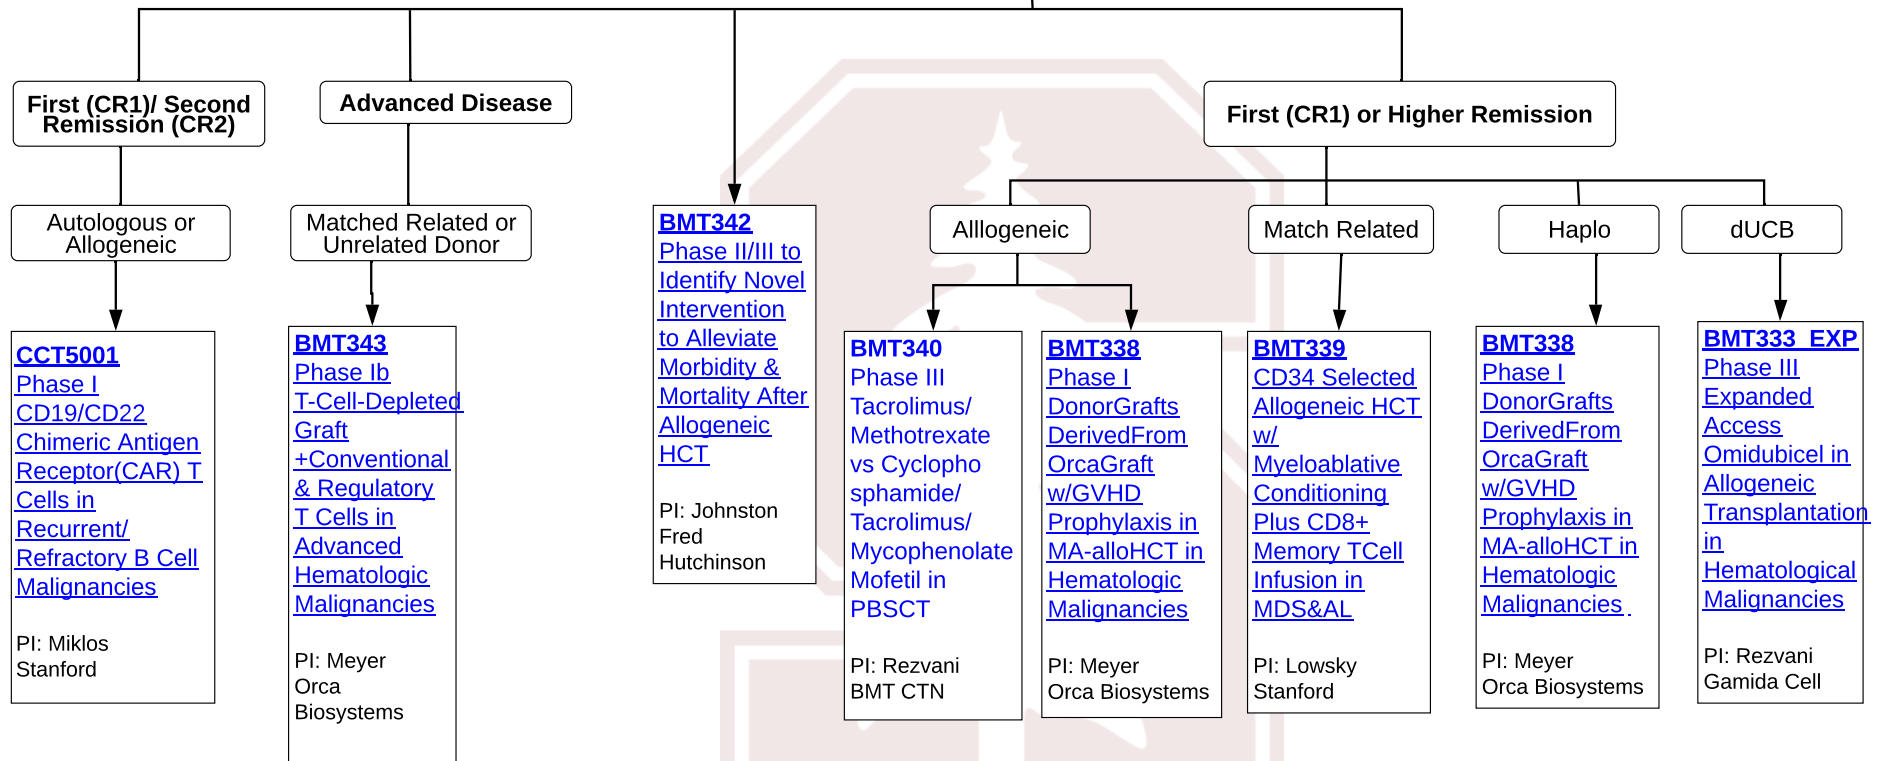 First (CR1)/ Second
Remission (CR2)
Advanced Disease
First (CR1) or Higher Remission
Autologous or
Allogeneic
Matched Related or
Unrelated Donor
Alllogeneic
Match Related
Haplo
dUCB
CCT5001
Phase I
CD19/CD22
Chimeric Antigen
Receptor(CAR) T
Cells in
Recurrent/
Refractory B Cell
Malignancies
PI: Miklos
Stanford
BMT343
Phase Ib
T-Cell-Depleted
Graft
+Conventional
& Regulatory
T Cells in
Advanced
Hematologic
Malignancies
PI: Meyer
Orca
Biosystems
BMT342
Phase II/III to
Identify Novel
Intervention
to Alleviate
Morbidity &
Mortality After
Allogeneic
HCT
PI: Johnston
Fred
Hutchinson
BMT340
Phase III
Tacrolimus/
Methotrexate
vs Cyclopho
sphamide/
Tacrolimus/
Mycophenolate
Mofetil in
PBSCT
PI: Rezvani
BMT CTN
BMT338
Phase I
DonorGrafts
DerivedFrom
OrcaGraft
w/GVHD
Prophylaxis in
MA-alloHCT in
Hematologic
Malignancies
PI: Meyer
Orca Biosystems
BMT339
CD34 Selected
Allogeneic HCT
w/
Myeloablative
Conditioning
Plus CD8+
Memory TCell
Infusion in
MDS&AL
PI: Lowsky
Stanford
BMT338
Phase I
DonorGrafts
DerivedFrom
OrcaGraft
w/GVHD
Prophylaxis in
MA-alloHCT in
Hematologic
Malignancies
PI: Meyer
Orca Biosystems
BMT333_EXP
Phase III
Expanded
Access
Omidubicel in
Allogeneic
Transplantation
in
Hematological
Malignancies
PI: Rezvani
Gamida Cell